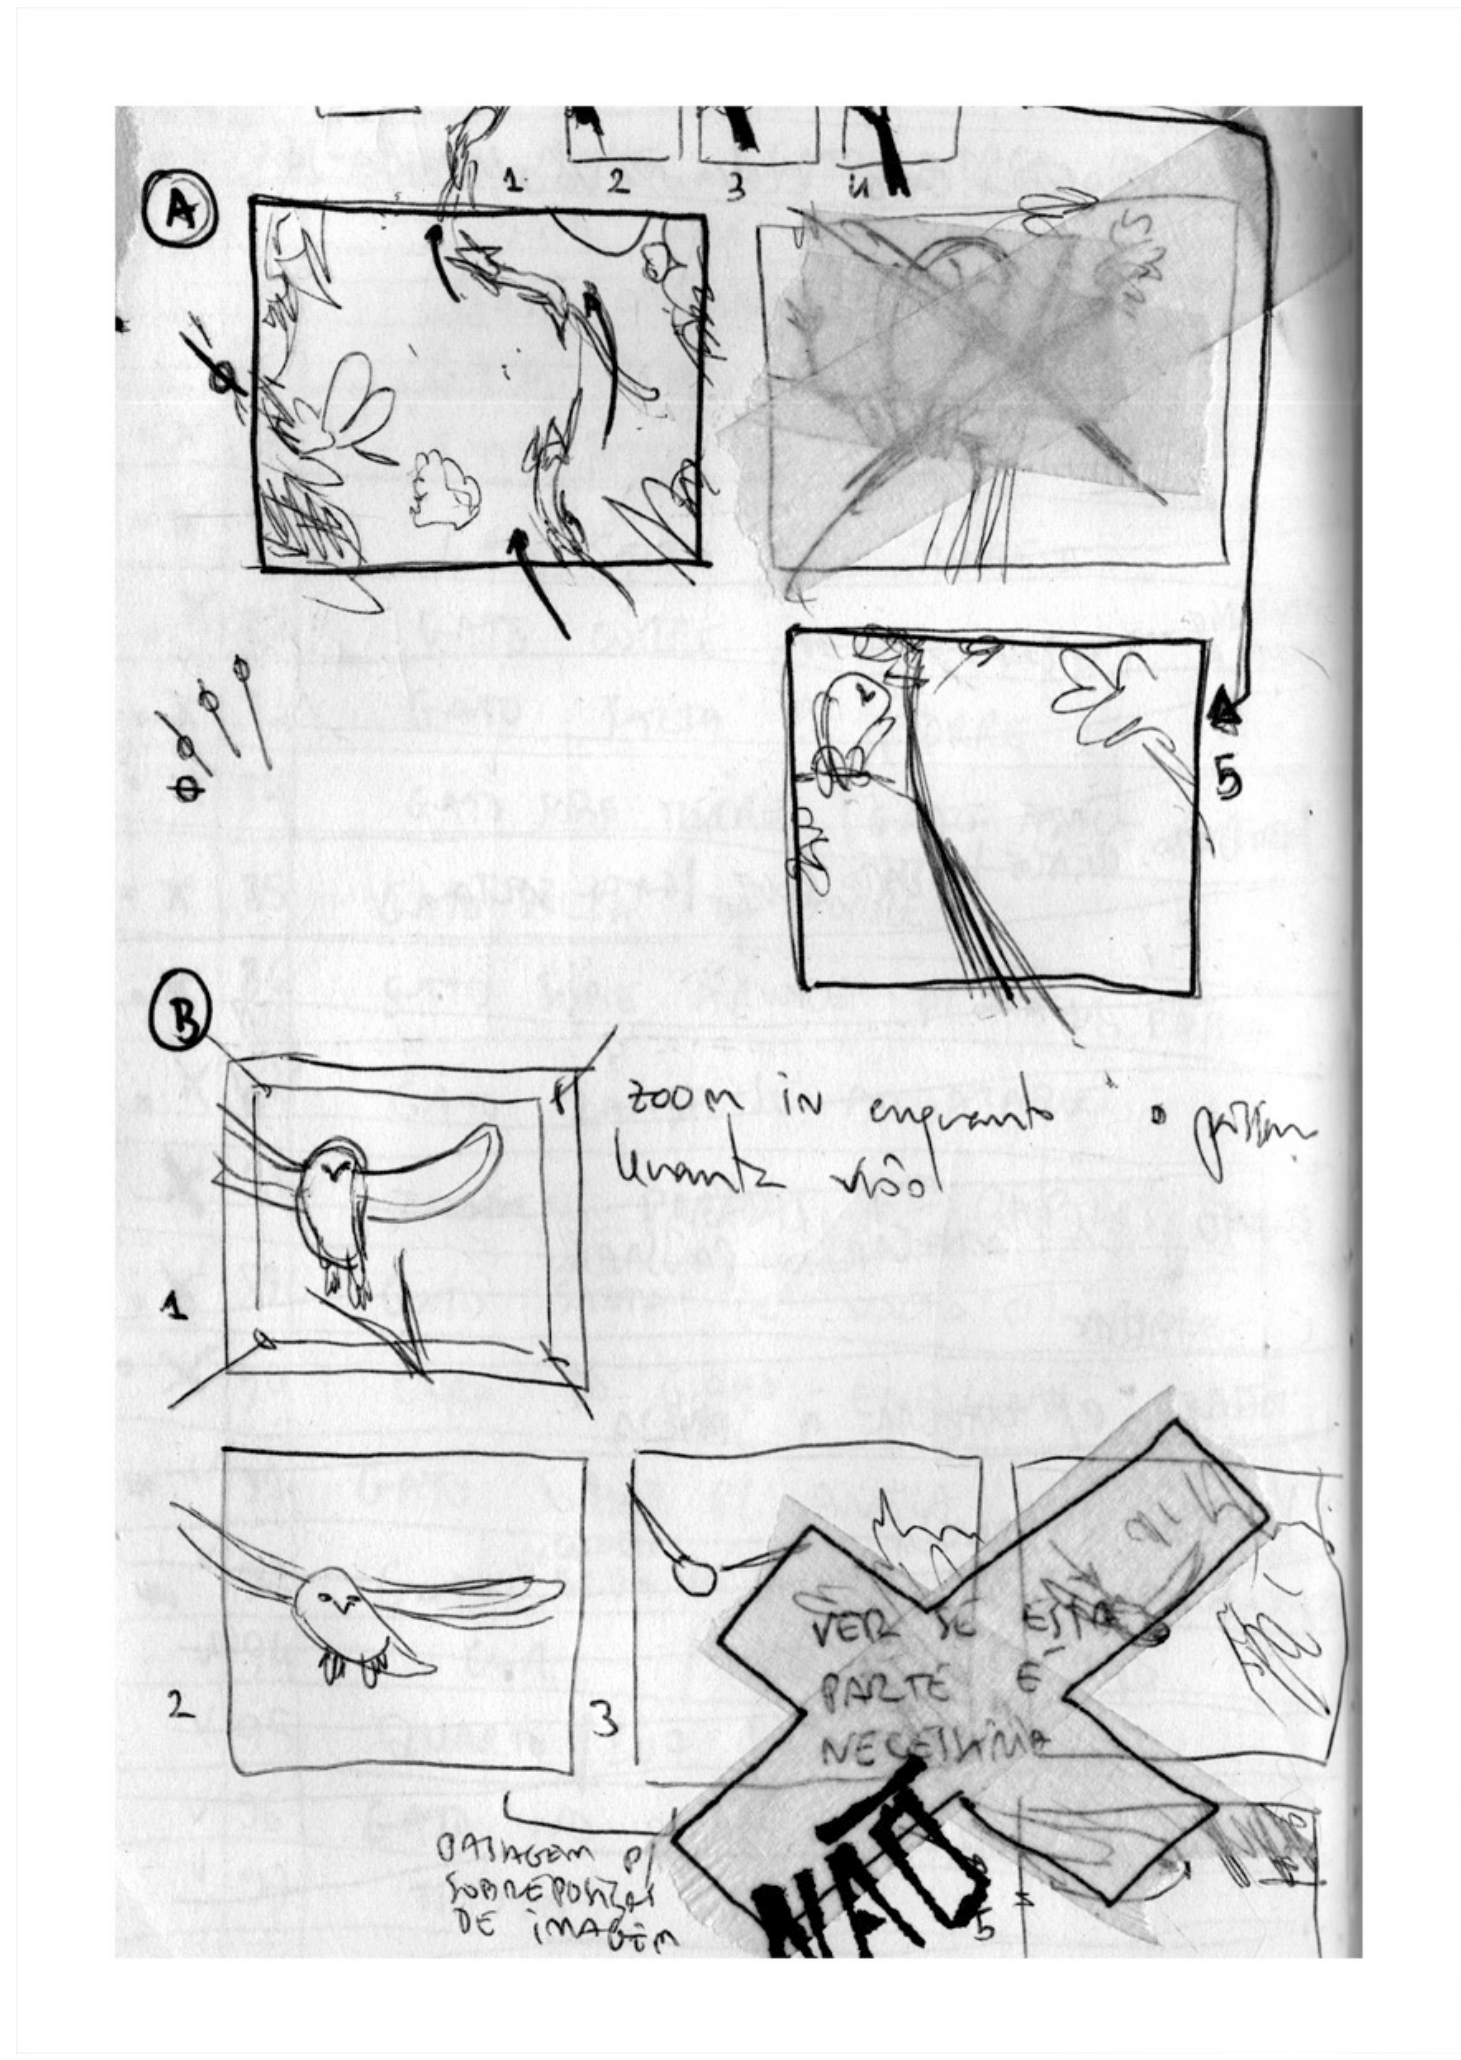 1 2 3 4
A
5
B
zoom in enquanto o
levanta vôo
1
VER SE ESTA
PARTE É
NECESSÁRIA
2
3
NÃO
PASSAGEM P/
SOBREPOSIÇÃO
DE IMAGEM
5